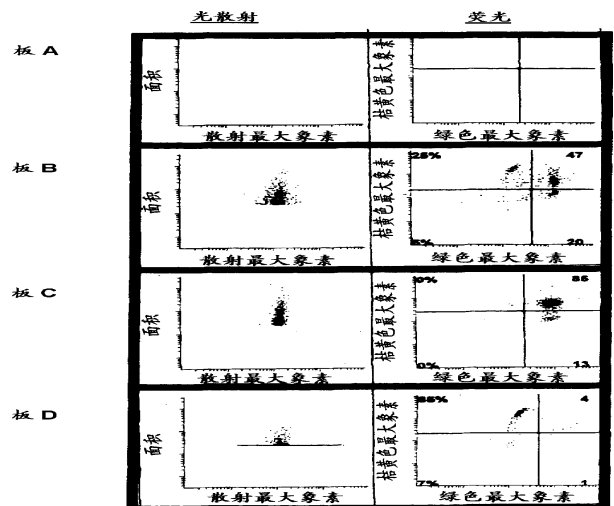 光散射 荧光
板 A
面积
散射最大象素
桔黄色最大象素
绿色最大象素
板 B
面积
散射最大象素
桔黄色最大象素
25% 47
5% 20
绿色最大象素
板 C
面积
散射最大象素
桔黄色最大象素
0% 85
0% 13
绿色最大象素
板 D
面积
散射最大象素
桔黄色最大象素
88% 4
7% 1
绿色最大象素